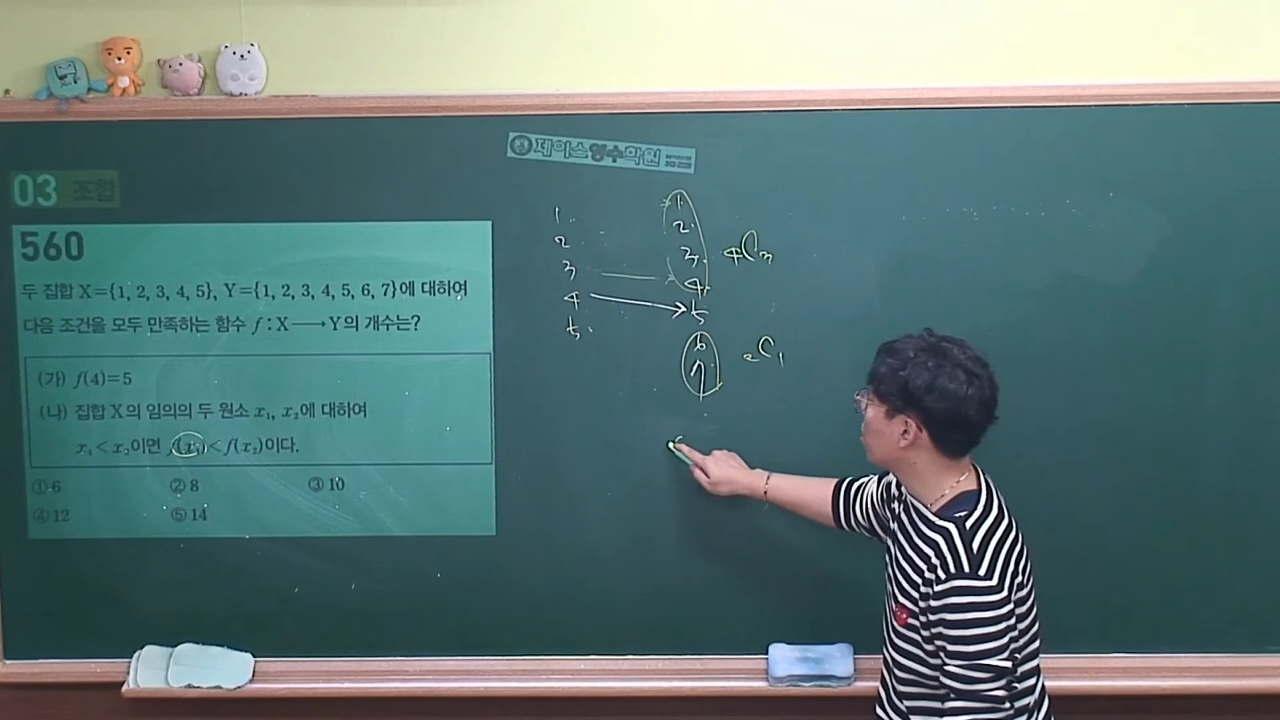 제이스영수학원
03 조합
560
두 집합 X={1, 2, 3, 4, 5}, Y={1, 2, 3, 4, 5, 6, 7}에 대하여
다음 조건을 모두 만족하는 함수 f : X ⟶ Y의 개수는?
(가) f(4)=5
(나) 집합 X의 임의의 두 원소 x₁, x₂에 대하여
x₁<x₂이면 f(x₁)<f(x₂)이다.
① 6 ② 8 ③ 10
④ 12 ⑤ 14
1 1
2 2
3 3 ₄C₃
4 4
5 5
6
7 ₂C₁